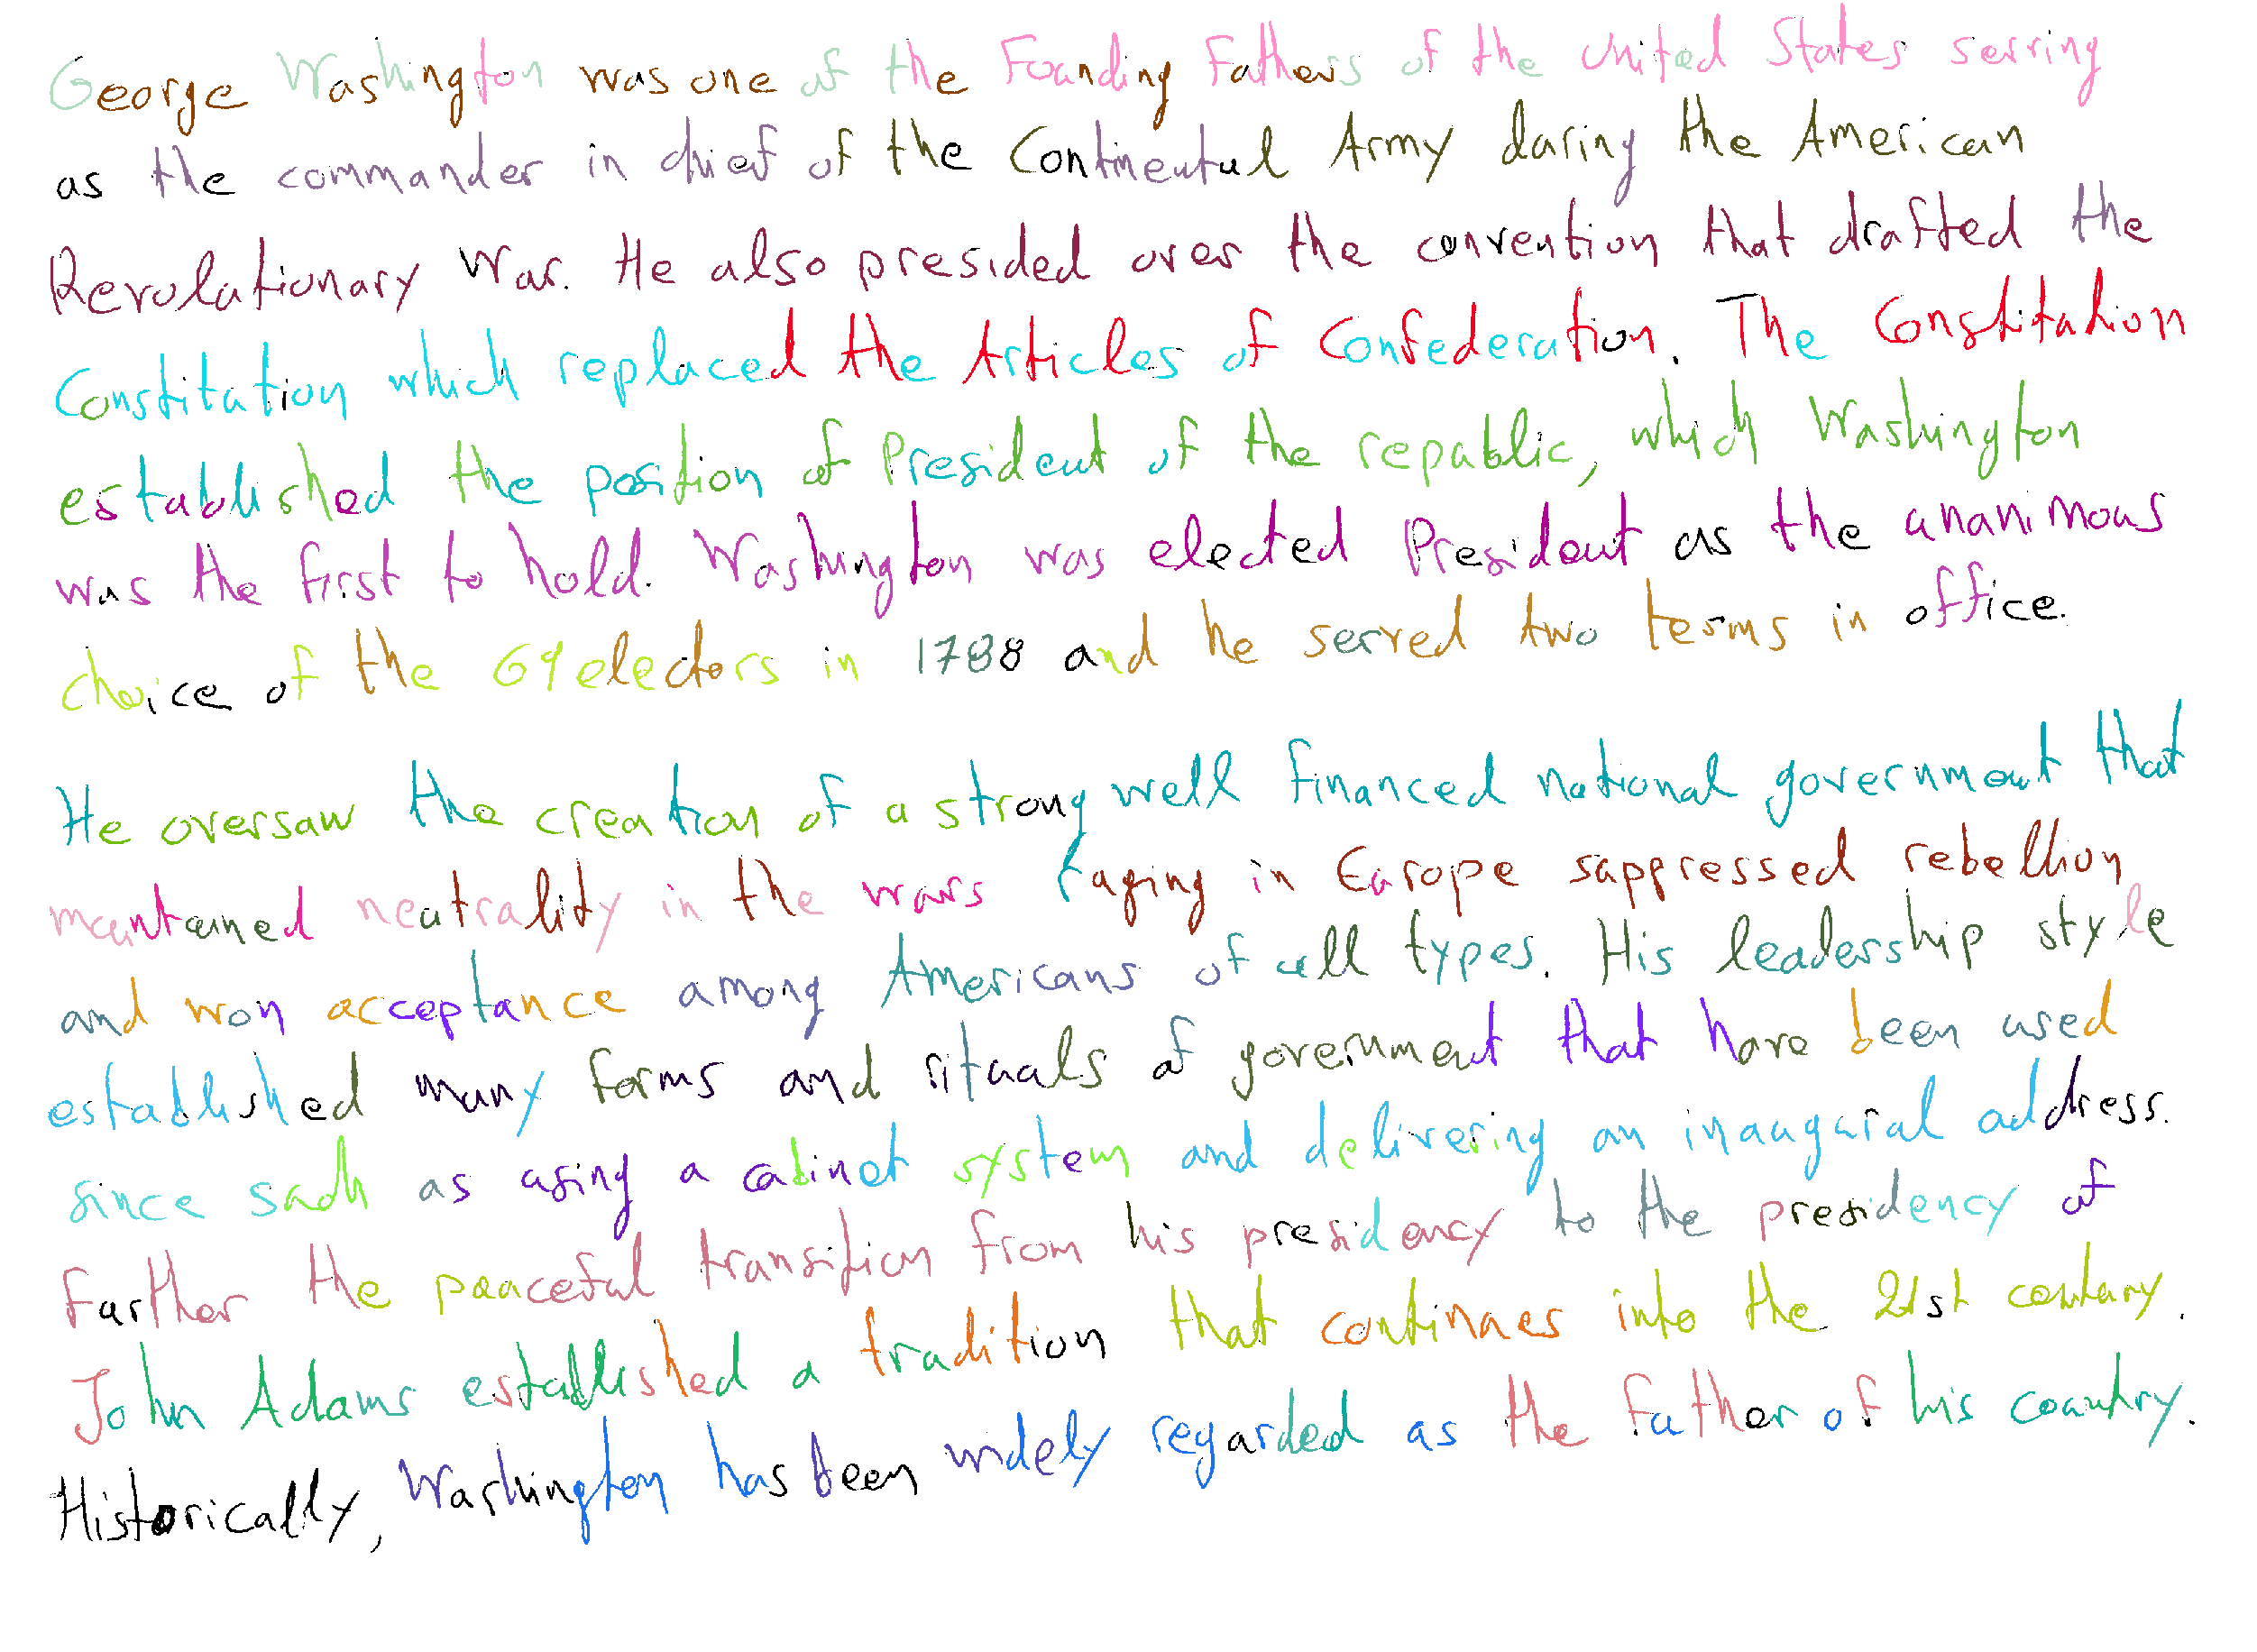 George Washington was one of the Founding Fathers of the United States serving
as the commander in chief of the Continental Army during the American
Revolutionary War. He also presided over the convention that drafted the
Constitution which replaced the Articles of Confederation. The Constitution
established the position of President of the republic, which Washington
was the first to hold. Washington was elected President as the unanimous
choice of the 69 electors in 1788 and he served two terms in office.
He oversaw the creation of a strong well financed national government that
maintained neutrality in the wars raging in Europe suppressed rebellion
and won acceptance among Americans of all types. His leadership style
established many forms and rituals of government that have been used
since such as using a cabinet system and delivering an inaugural address.
Further the peaceful transition from his presidency to the presidency of
John Adams established a tradition that continues into the 21st century.
Historically, Washington has been widely regarded as the father of his country.